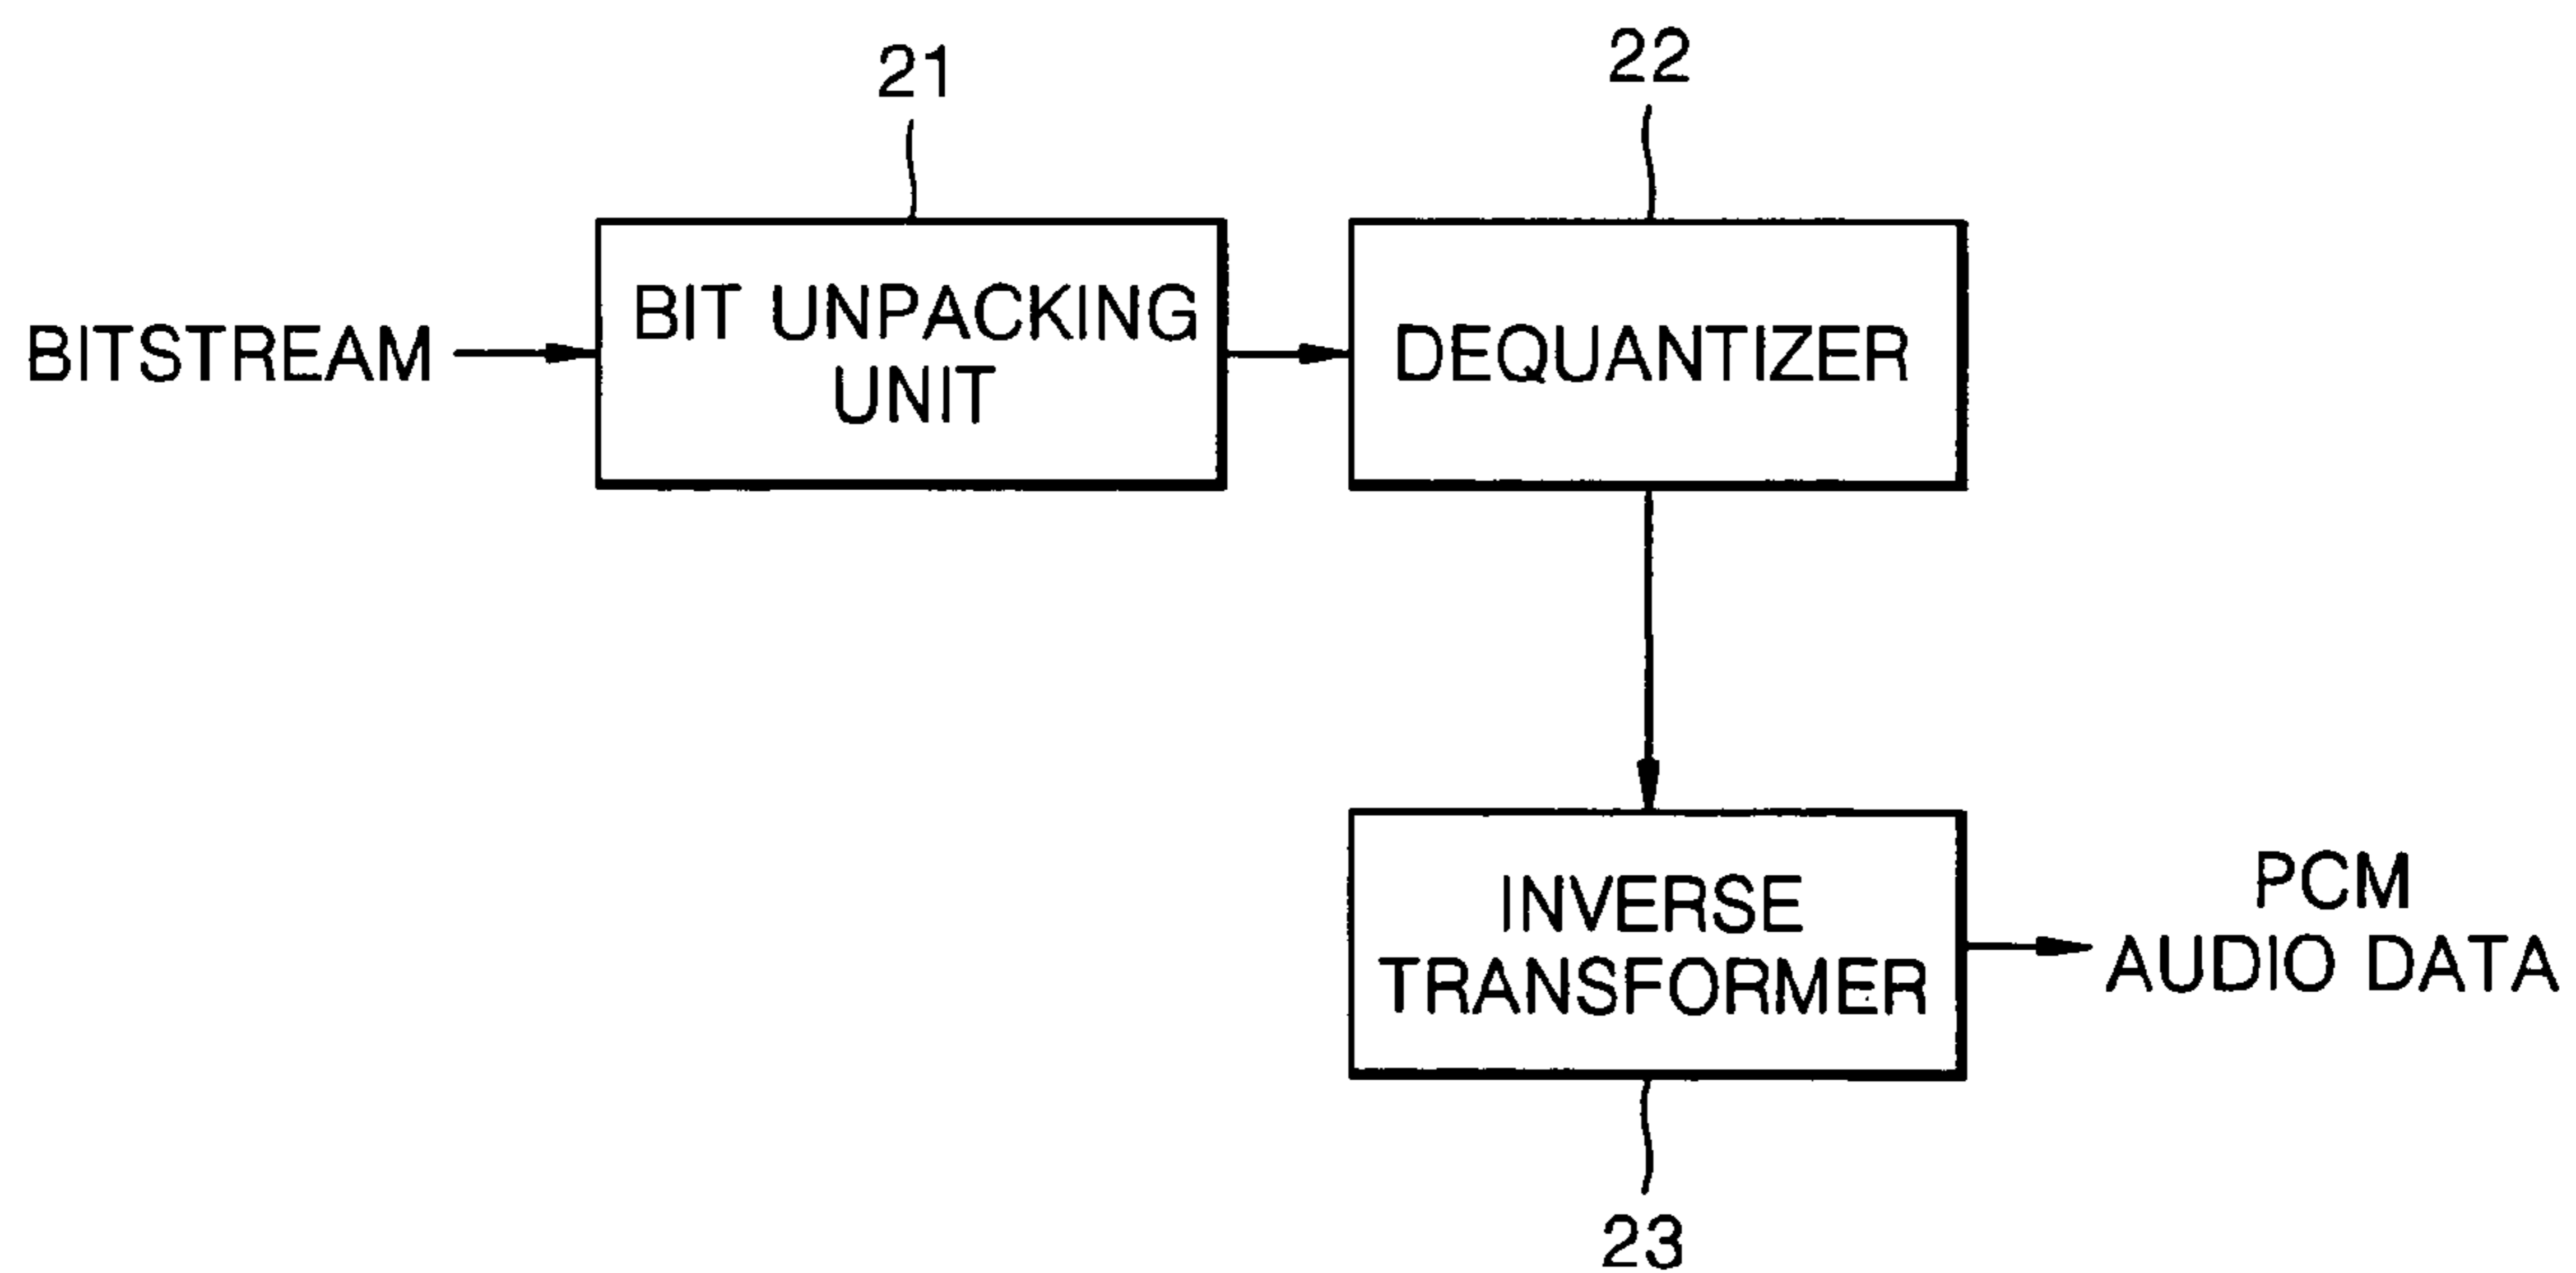 21
22
BITSTREAM
BIT UNPACKING
UNIT
DEQUANTIZER
INVERSE
TRANSFORMER
PCM
AUDIO DATA
23